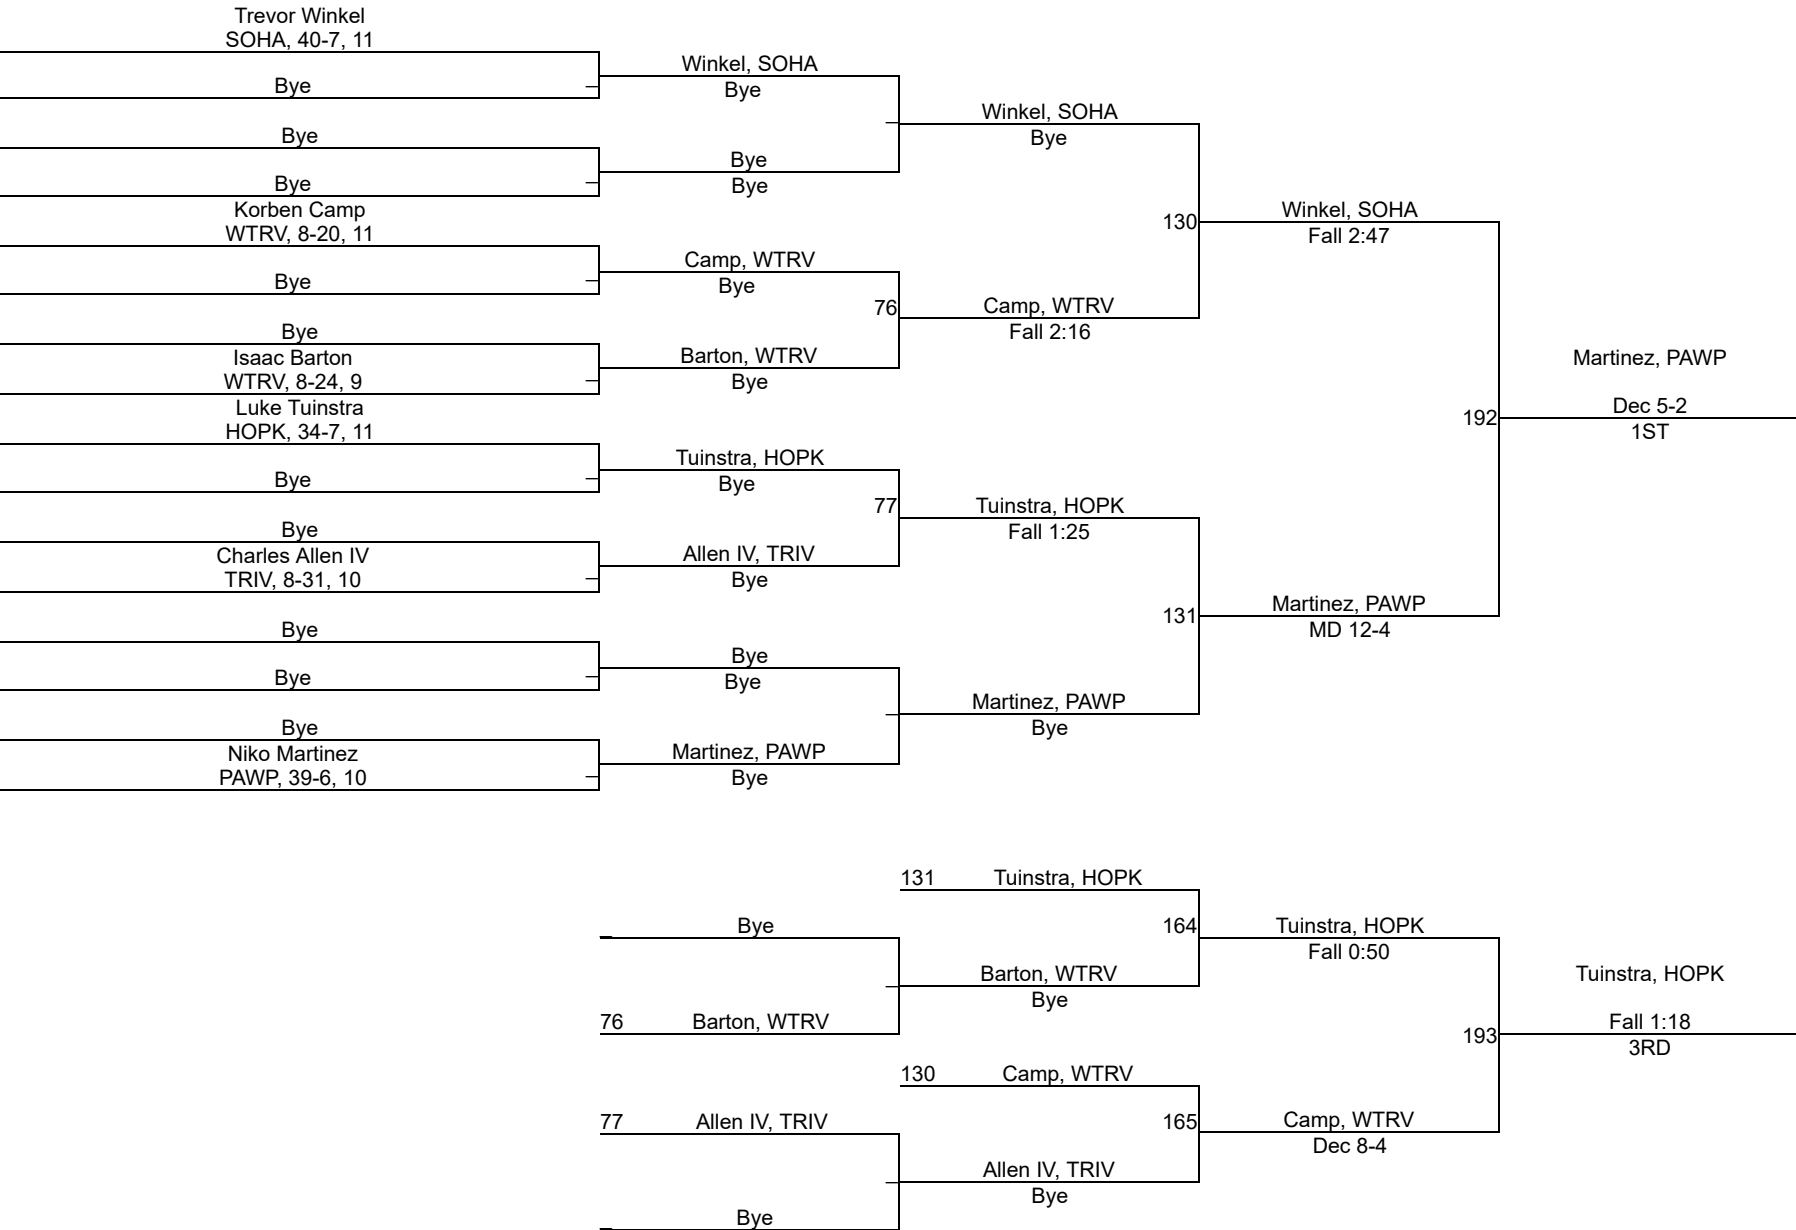 Trevor Winkel
SOHA, 40-7, 11
Bye
Bye
Bye
Korben Camp
WTRV, 8-20, 11
Bye
Bye
Isaac Barton
WTRV, 8-24, 9
Luke Tuinstra
HOPK, 34-7, 11
Bye
Bye
Charles Allen IV
TRIV, 8-31, 10
Bye
Bye
Bye
Niko Martinez
PAWP, 39-6, 10
Winkel, SOHA
Bye
Bye
Bye
Camp, WTRV
Bye
76
Barton, WTRV
Bye
Tuinstra, HOPK
Bye
77
Allen IV, TRIV
Bye
Bye
Bye
Martinez, PAWP
Bye
Winkel, SOHA
Bye
130
Camp, WTRV
Fall 2:16
Tuinstra, HOPK
Fall 1:25
131
Martinez, PAWP
Bye
Winkel, SOHA
Fall 2:47
192
Martinez, PAWP
MD 12-4
Martinez, PAWP
Dec 5-2
1ST
Bye
76 Barton, WTRV
77 Allen IV, TRIV
Bye
131 Tuinstra, HOPK
164
Barton, WTRV
Bye
130 Camp, WTRV
165
Allen IV, TRIV
Bye
Tuinstra, HOPK
Fall 0:50
193
Camp, WTRV
Dec 8-4
Tuinstra, HOPK
Fall 1:18
3RD